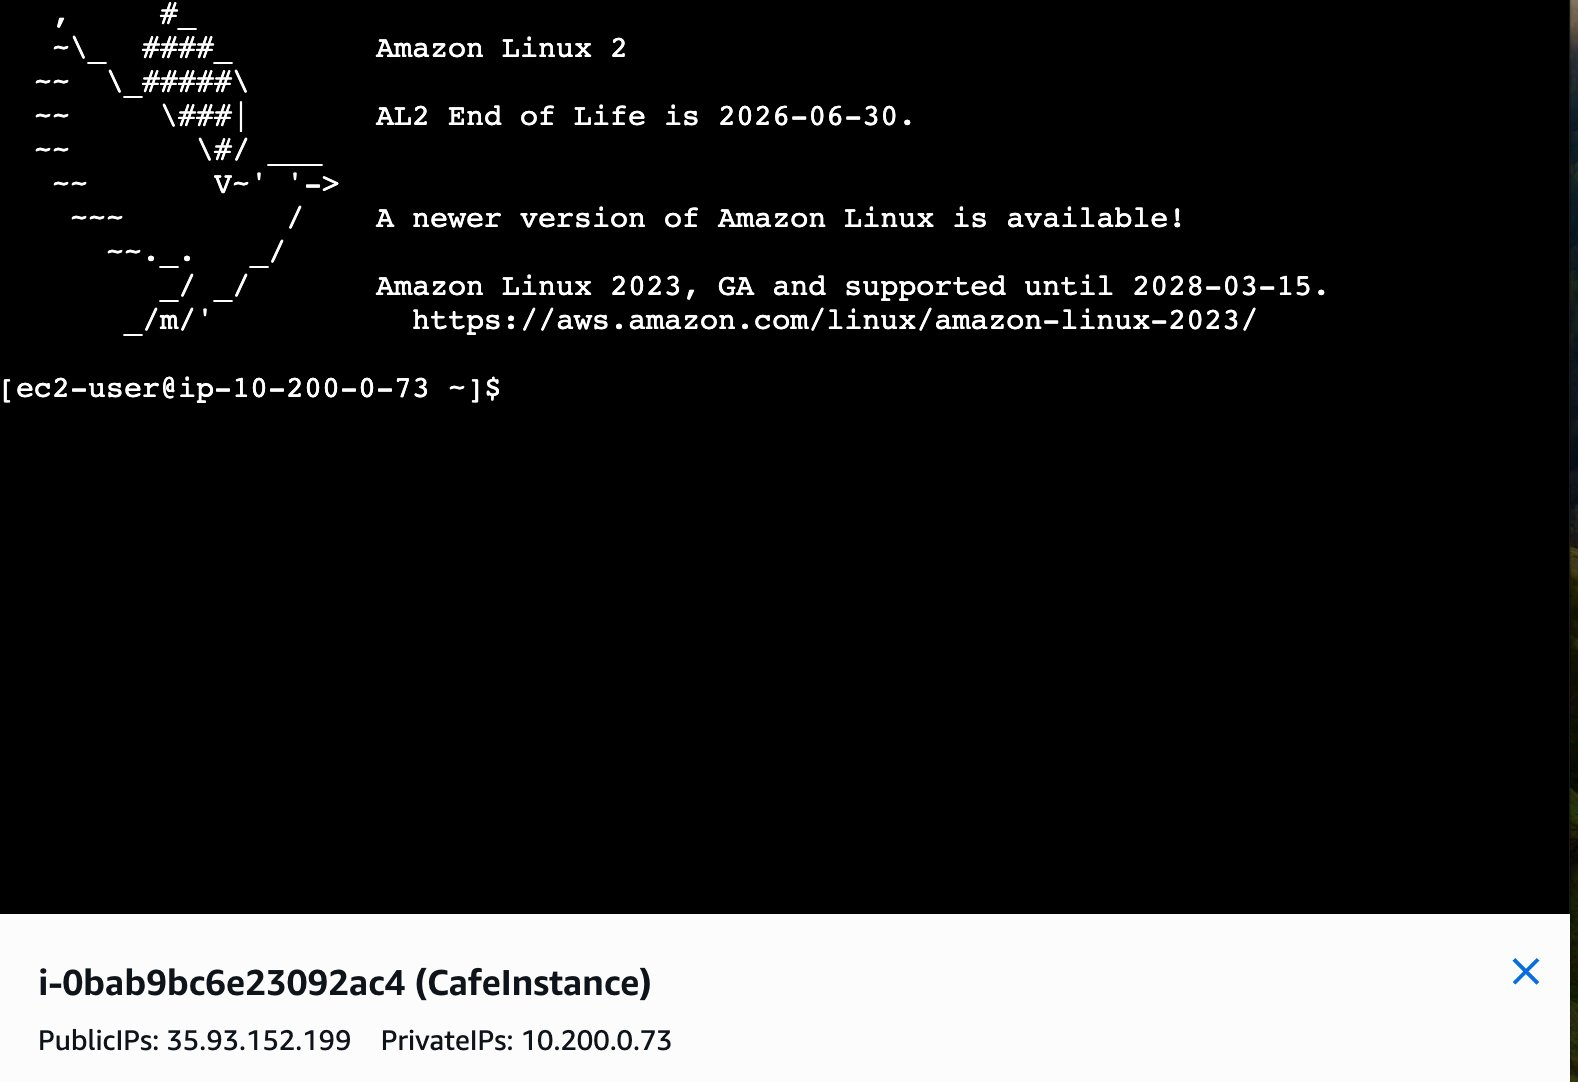 ,     #_
   ~\_  ####_        Amazon Linux 2
  ~~  \_#####\
  ~~     \###|       AL2 End of Life is 2026-06-30.
  ~~       \#/ ___
   ~~       V~' '->
    ~~~         /    A newer version of Amazon Linux is available!
      ~~._.   _/
         _/ _/       Amazon Linux 2023, GA and supported until 2028-03-15.
       _/m/'           https://aws.amazon.com/linux/amazon-linux-2023/
[ec2-user@ip-10-200-0-73 ~]$
i-0bab9bc6e23092ac4 (CafeInstance)
PublicIPs: 35.93.152.199 PrivateIPs: 10.200.0.73